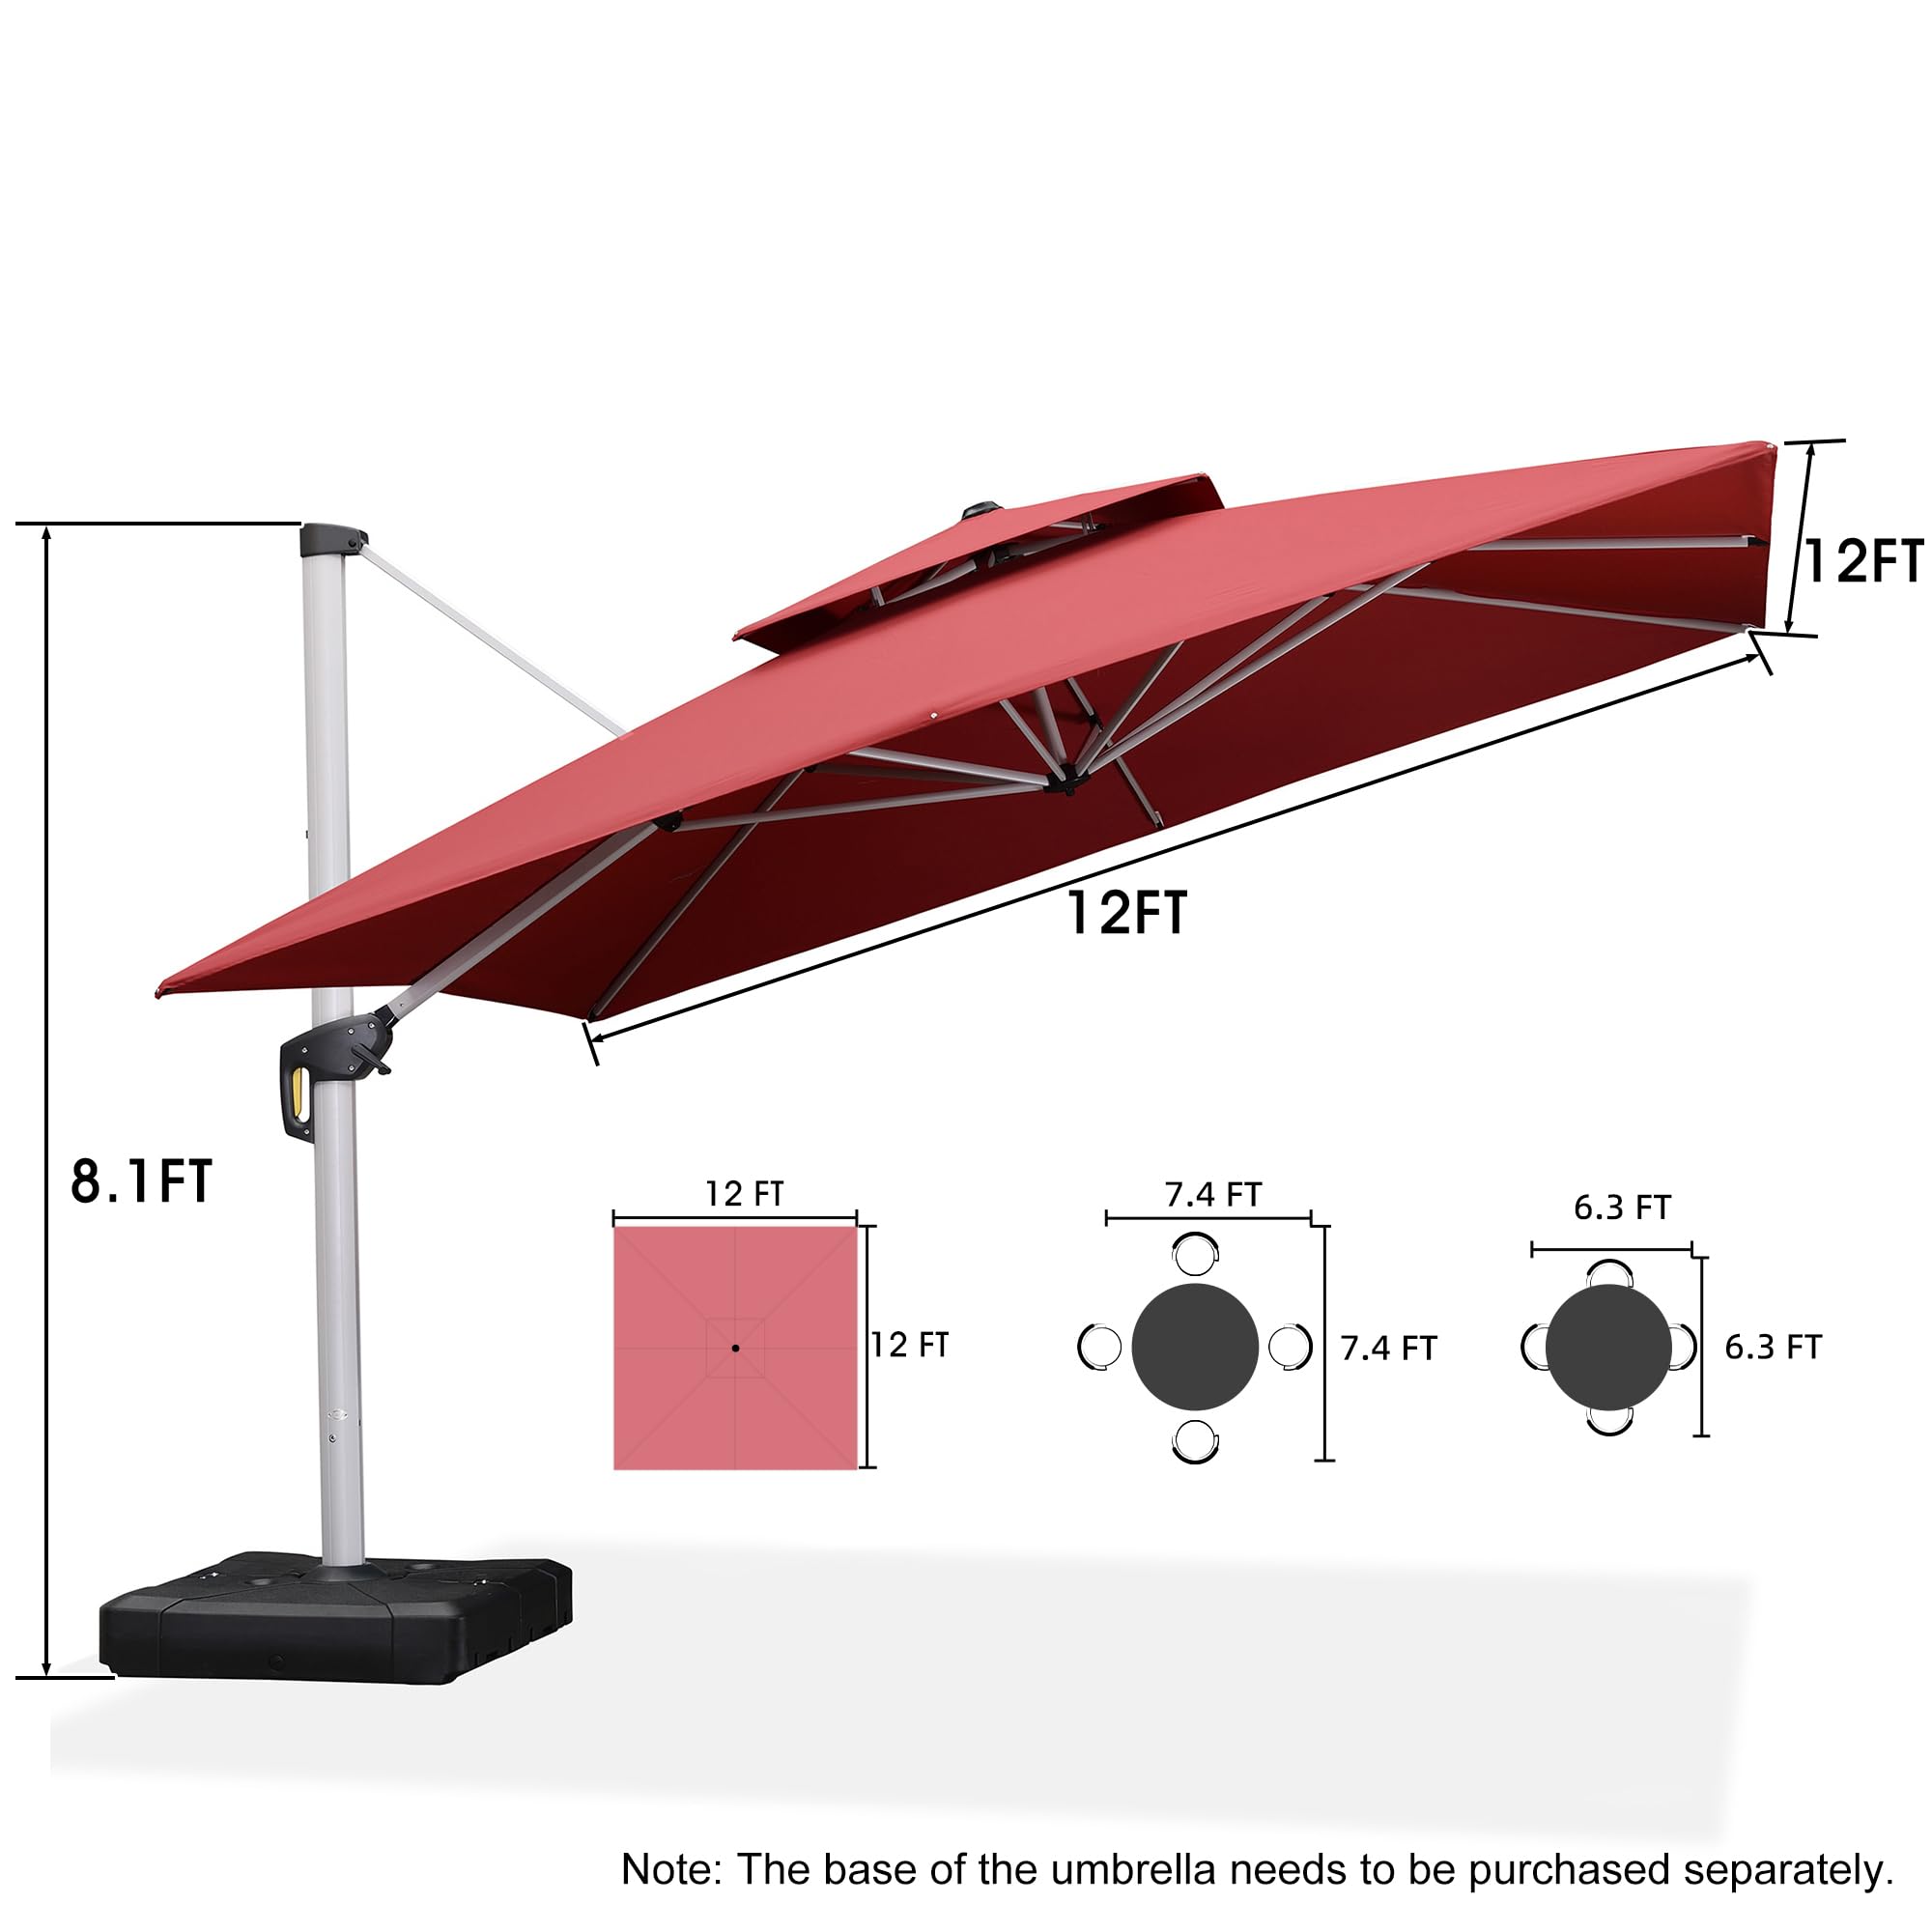 12FT
12FT
8.1FT
12 FT
12 FT
7.4 FT
7.4 FT
6.3 FT
6.3 FT
Note: The base of the umbrella needs to be purchased separately.